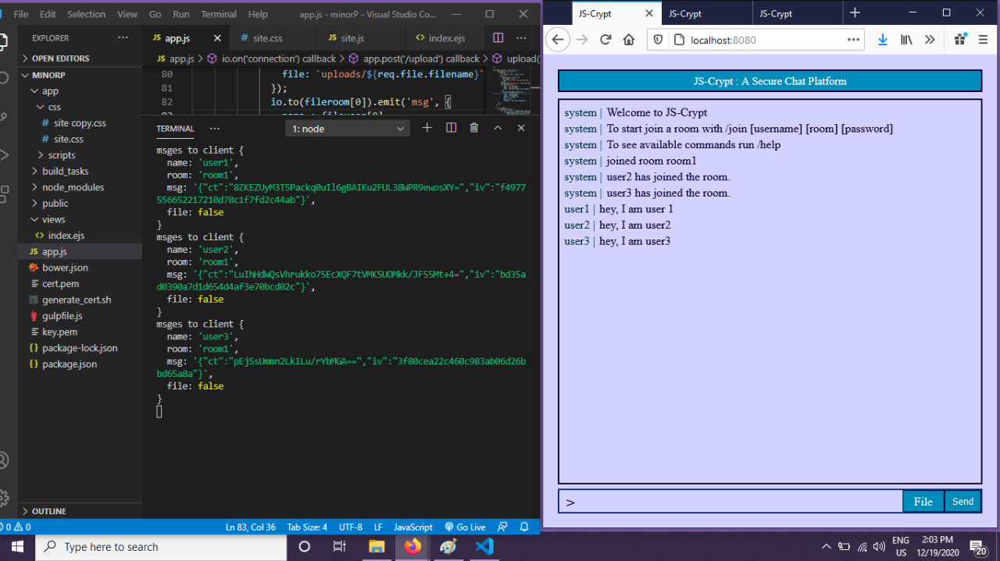 File Edit Selection View Go Run Terminal Help app.js - minorP - Visual Studio Co...
EXPLORER
OPEN EDITORS
MINORP
app
css
site copy.css
site.css
scripts
build_tasks
node_modules
public
views
index.ejs
app.js
bower.json
cert.pem
generate_cert.sh
gulpfile.js
key.pem
package-lock.json
package.json
OUTLINE
app.js site.css site.js index.ejs
app.js > io.on('connection') callback > app.post('/upload') callback > upload(
80 file: `uploads/${req.file.filename}`
81 });
82 io.to(fileroom[0]).emit('msg', {
TERMINAL ... 1: node
msges to client {
name: 'user1',
room: 'room1',
msg: '{"ct":"8ZKEZUyM3T5Packq0uIl6gBAIKu2FUL38WPR9ewosXY=","iv":"f4977
556652217210d78c1f7fd2c44ab"}',
file: false
}
msges to client {
name: 'user2',
room: 'room1',
msg: '{"ct":"LuIhHdWQsVhrukko75EcXQF7tVMKSUOMkk/JF55Mt+4=","iv":"bd35a
d0390a7d1d654d4af3e70bcd02c"}',
file: false
}
msges to client {
name: 'user3',
room: 'room1',
msg: '{"ct":"pEjSsUmmn2LkILu/rYbMGA==","iv":"3f80cea22c460c983ab06d26b
bd65a8a"}',
file: false
}
0 0 Ln 83, Col 36 Tab Size: 4 UTF-8 LF JavaScript Go Live
JS-Crypt JS-Crypt JS-Crypt
localhost:8080
JS-Crypt : A Secure Chat Platform
system | Welcome to JS-Crypt
system | To start join a room with /join [username] [room] [password]
system | To see available commands run /help
system | joined room room1
system | user2 has joined the room.
system | user3 has joined the room.
user1 | hey, I am user 1
user2 | hey, I am user2
user3 | hey, I am user3
> File Send
Type here to search
ENG
US
2:03 PM
12/19/2020
20